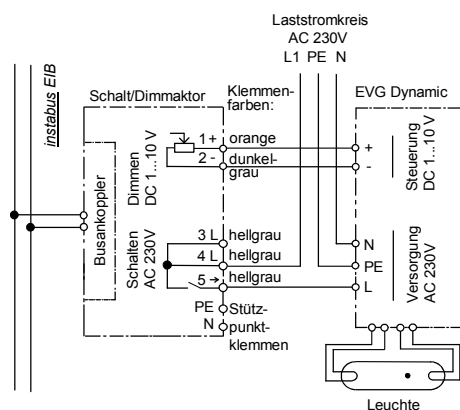 Laststromkreis
AC 230V
L1 PE N
instabus EIB
Schalt/Dimmaktor
Klemmen-
farben:
EVG Dynamic
Busankoppler
Dimmen
DC 1...10 V
1 + orange
2 - dunkel-
grau
+
-
Steuerung
DC 1...10 V
Schalten
AC 230V
3 L hellgrau
4 L hellgrau
5 → hellgrau
PE Stütz-
N punkt-
klemmen
N
PE
L
Versorgung
AC 230V
Leuchte